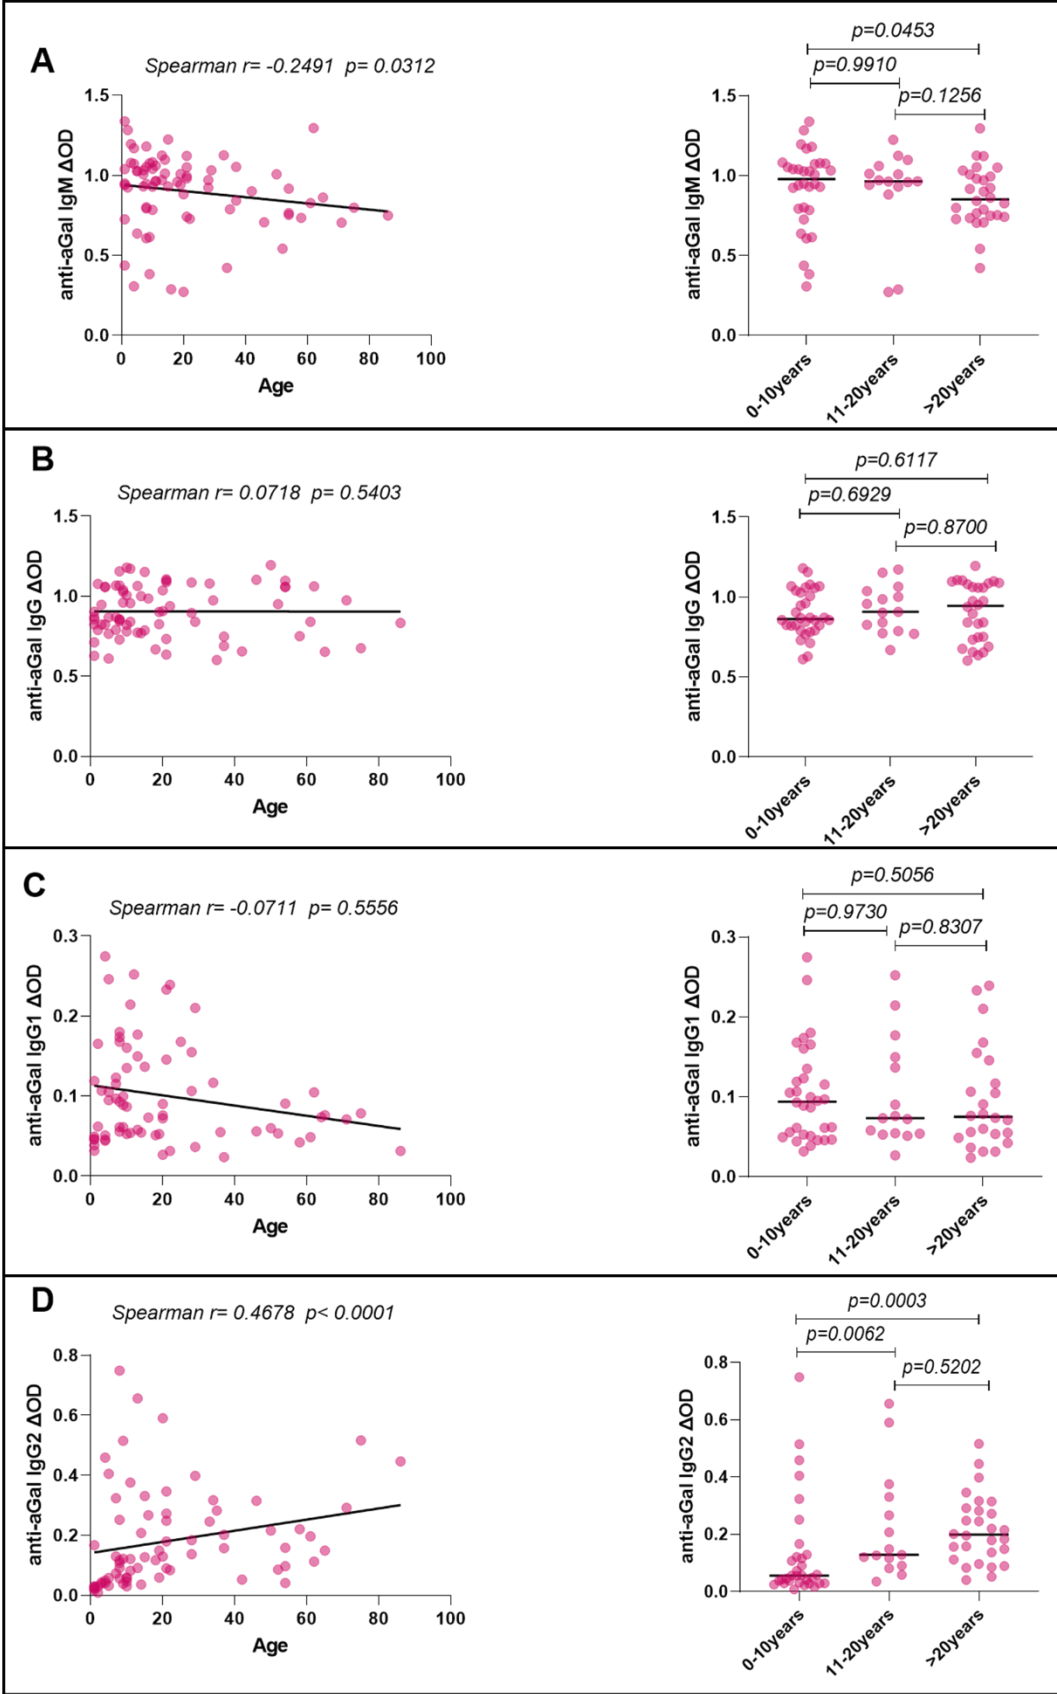 A
Spearman r= -0.2491 p= 0.0312
anti-aGal IgM ΔOD
1.5
1.0
0.5
0.0
0 20 40 60 80 100
Age
p=0.0453
p=0.9910
p=0.1256
anti-aGal IgM ΔOD
1.5
1.0
0.5
0.0
0-10years
11-20years
>20years
B
Spearman r= 0.0718 p= 0.5403
anti-aGal IgG ΔOD
1.5
1.0
0.5
0.0
0 20 40 60 80 100
Age
p=0.6117
p=0.6929
p=0.8700
anti-aGal IgG ΔOD
1.5
1.0
0.5
0.0
0-10years
11-20years
>20years
C
Spearman r= -0.0711 p= 0.5556
anti-aGal IgG1 ΔOD
0.3
0.2
0.1
0.0
0 20 40 60 80 100
Age
p=0.5056
p=0.9730
p=0.8307
anti-aGal IgG1 ΔOD
0.3
0.2
0.1
0.0
0-10years
11-20years
>20years
D
Spearman r= 0.4678 p< 0.0001
anti-aGal IgG2 ΔOD
0.8
0.6
0.4
0.2
0.0
0 20 40 60 80 100
Age
p=0.0003
p=0.0062
p=0.5202
anti-aGal IgG2 ΔOD
0.8
0.6
0.4
0.2
0.0
0-10years
11-20years
>20years